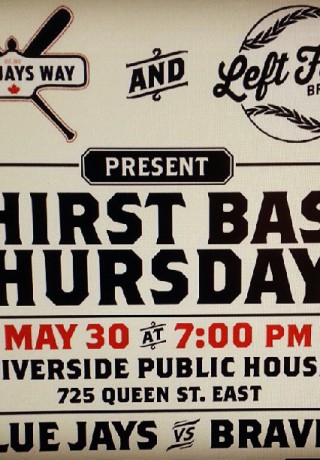 JAYS WAY
AND
Left F
BR
PRESENT
HIRST BAS
HURSDAY
MAY 30 AT 7:00 PM
IVERSIDE PUBLIC HOUS
725 QUEEN ST. EAST
LUE JAYS VS BRAVE